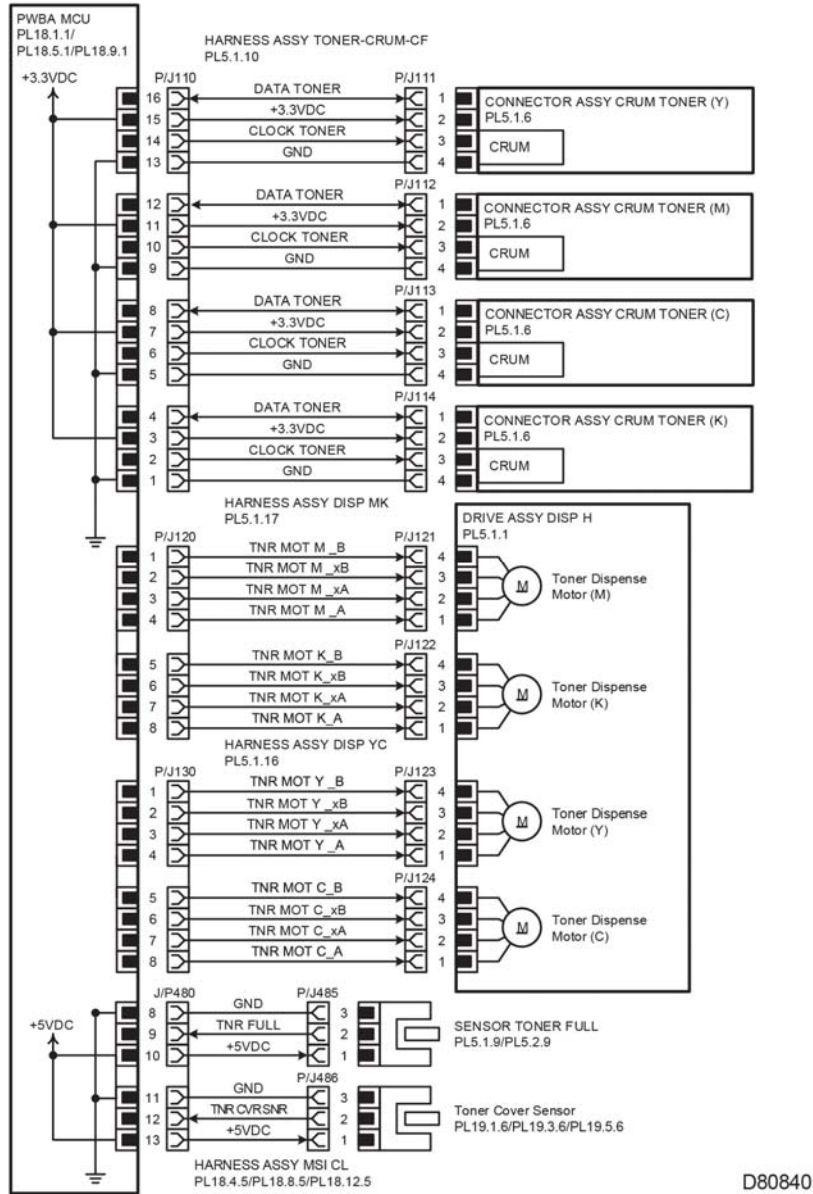 PWBA MCU
PL18.1.1/
PL18.5.1/PL18.9.1
+3.3VDC
HARNESS ASSY TONER-CRUM-CF
PL5.1.10
P/J110
P/J111
16
DATA TONER
1
15
+3.3VDC
2
14
CLOCK TONER
3
13
GND
4
CONNECTOR ASSY CRUM TONER (Y)
PL5.1.6
CRUM
P/J112
12
DATA TONER
1
11
+3.3VDC
2
10
CLOCK TONER
3
9
GND
4
CONNECTOR ASSY CRUM TONER (M)
PL5.1.6
CRUM
P/J113
8
DATA TONER
1
7
+3.3VDC
2
6
CLOCK TONER
3
5
GND
4
CONNECTOR ASSY CRUM TONER (C)
PL5.1.6
CRUM
P/J114
4
DATA TONER
1
3
+3.3VDC
2
2
CLOCK TONER
3
1
GND
4
CONNECTOR ASSY CRUM TONER (K)
PL5.1.6
CRUM
HARNESS ASSY DISP MK
PL5.1.17
DRIVE ASSY DISP H
PL5.1.1
P/J120
P/J121
1
TNR MOT M _B
4
2
TNR MOT M _xB
3
3
TNR MOT M _xA
2
4
TNR MOT M _A
1
M
Toner Dispense
Motor (M)
P/J122
5
TNR MOT K_B
4
6
TNR MOT K_xB
3
7
TNR MOT K_xA
2
8
TNR MOT K_A
1
M
Toner Dispense
Motor (K)
HARNESS ASSY DISP YC
PL5.1.16
P/J130
P/J123
1
TNR MOT Y _B
4
2
TNR MOT Y _xB
3
3
TNR MOT Y _xA
2
4
TNR MOT Y _A
1
M
Toner Dispense
Motor (Y)
P/J124
5
TNR MOT C_B
4
6
TNR MOT C_xB
3
7
TNR MOT C_xA
2
8
TNR MOT C_A
1
M
Toner Dispense
Motor (C)
+5VDC
J/P480
P/J485
8
GND
3
9
TNR FULL
2
10
+5VDC
1
SENSOR TONER FULL
PL5.1.9/PL5.2.9
P/J486
11
GND
3
12
TNR CVR SNR
2
13
+5VDC
1
Toner Cover Sensor
PL19.1.6/PL19.3.6/PL19.5.6
HARNESS ASSY MSI CL
PL18.4.5/PL18.8.5/PL18.12.5
D80840